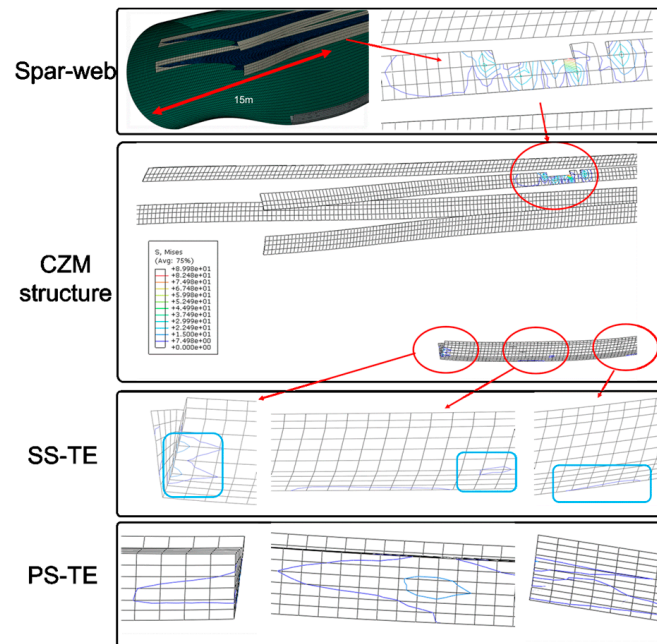 Spar-web
15m
CZM
structure
S, Mises
(Avg: 75%)
+8.998e+01
+8.248e+01
+7.498e+01
+6.748e+01
+5.998e+01
+5.249e+01
+4.499e+01
+3.749e+01
+2.999e+01
+2.249e+01
+1.500e+01
+7.498e+00
+0.000e+00
SS-TE
PS-TE